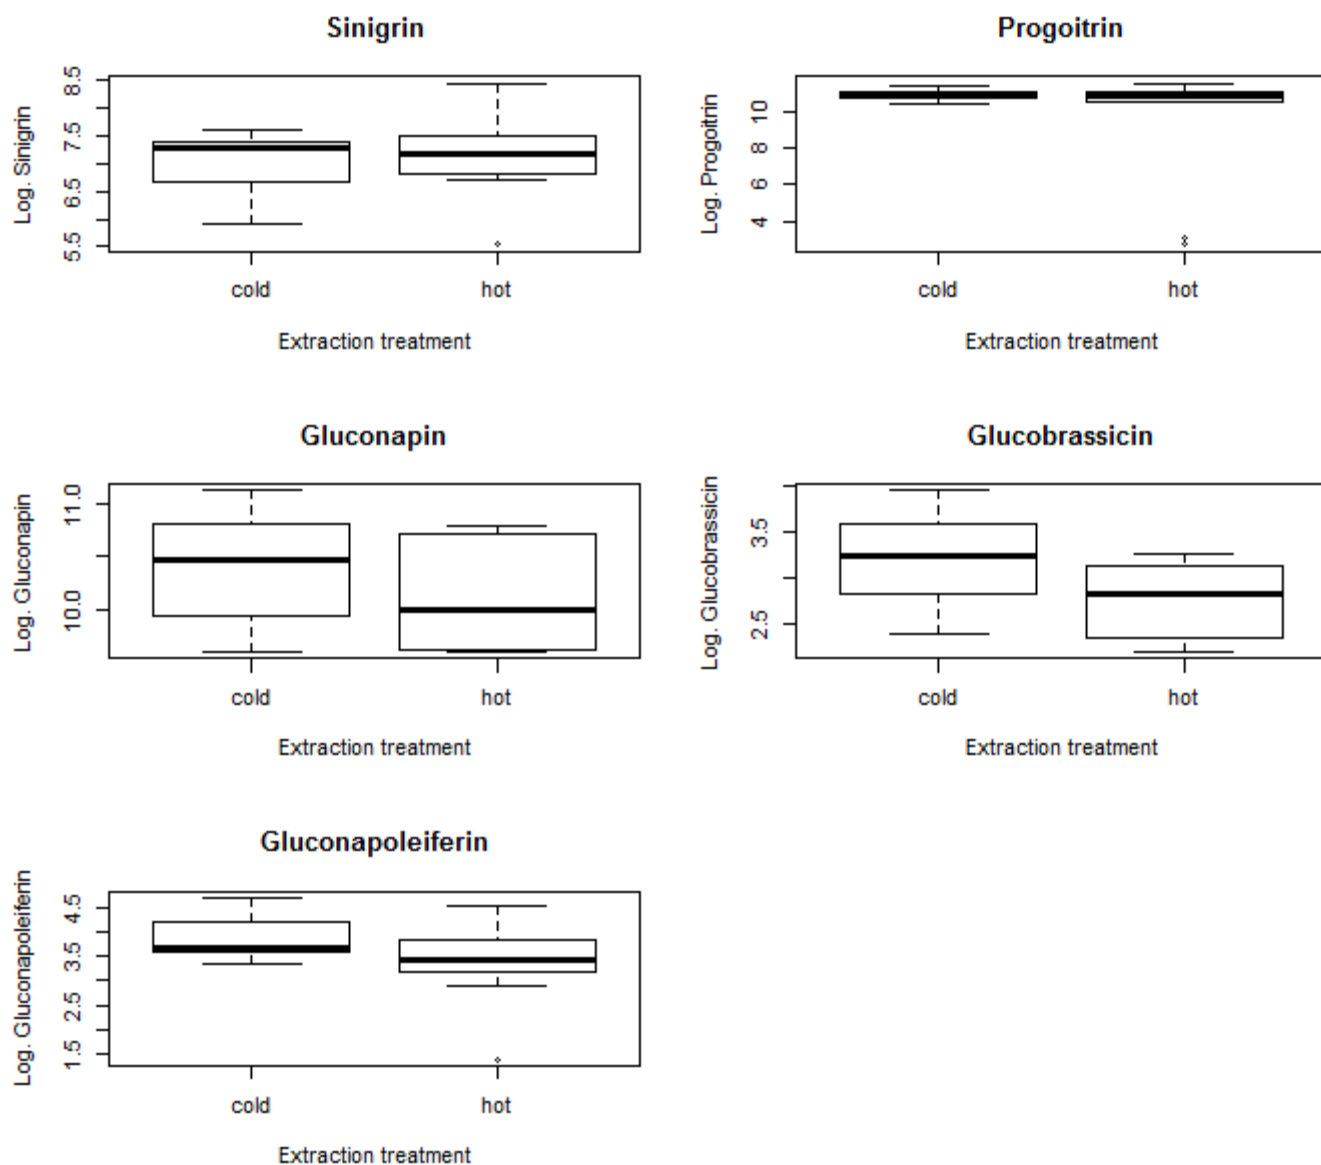 Sinigrin
Log. Sinigrin
8.5
7.5
6.5
5.5
cold hot
Extraction treatment
Progoitrin
Log. Progoitrin
10
8
6
4
cold hot
Extraction treatment
Gluconapin
Log. Gluconapin
11.0
10.0
cold hot
Extraction treatment
Glucobrassicin
Log. Glucobrassicin
3.5
2.5
cold hot
Extraction treatment
Gluconapoleiferin
Log. Gluconapoleiferin
4.5
3.5
2.5
1.5
cold hot
Extraction treatment